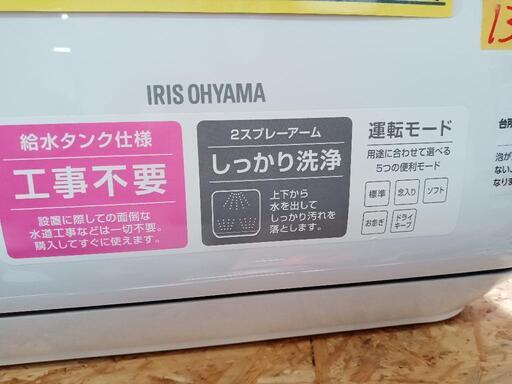 13
IRIS OHYAMA
給水タンク仕様
工事不要
設置に際しての面倒な
水道工事などは一切不要。
購入してすぐに使えます。
2スプレーアーム
しっかり洗浄
上下から
水を出して
しっかり汚れを
落とします。
運転モード
用途に合わせて選べる
5つの便利モード
標準 念入り ソフト
お急ぎ ドライキープ
台所
泡が
ない、
なりま